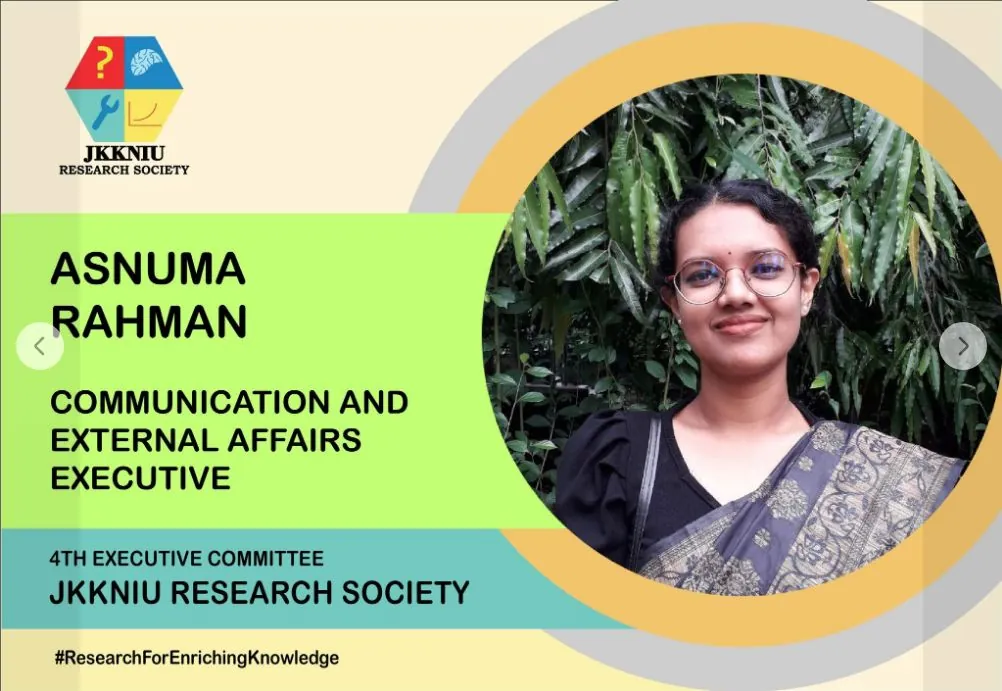 ?
JKKNIU
RESEARCH SOCIETY
ASNUMA
RAHMAN
COMMUNICATION AND
EXTERNAL AFFAIRS
EXECUTIVE
4TH EXECUTIVE COMMITTEE
JKKNIU RESEARCH SOCIETY
#ResearchForEnrichingKnowledge